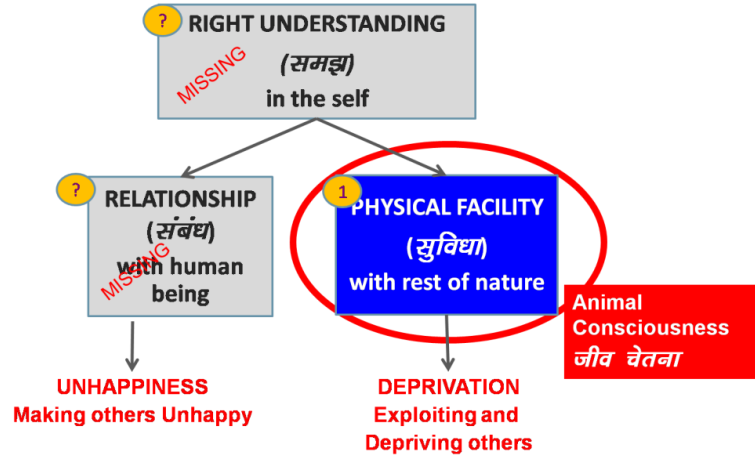 ?
RIGHT UNDERSTANDING
(समझ)
MISSING
in the self
?
RELATIONSHIP
(संबंध)
with human
MISSING
being
1
PHYSICAL FACILITY
(सुविधा)
with rest of nature
Animal
Consciousness
जीव चेतना
UNHAPPINESS
Making others Unhappy
DEPRIVATION
Exploiting and
Depriving others